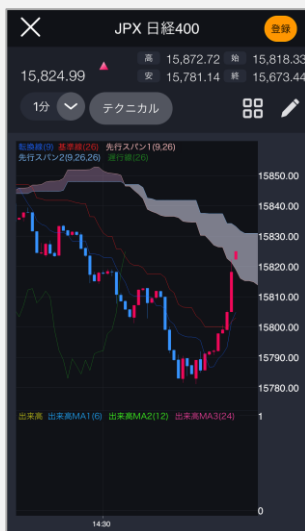 JPX 日経400
登録
15,824.99 ▲ 高 15,872.72 始 15,818.33
安 15,781.14 終 15,673.44
1分 テクニカル
転換線(9) 基準線(26) 先行スパン1(9,26)
先行スパン2(9,26,26) 遅行線(26)
15850.00
15840.00
15830.00
15820.00
15810.00
15800.00
15790.00
15780.00
出来高 出来高MA1(6) 出来高MA2(12) 出来高MA3(24)
1
0
14:30